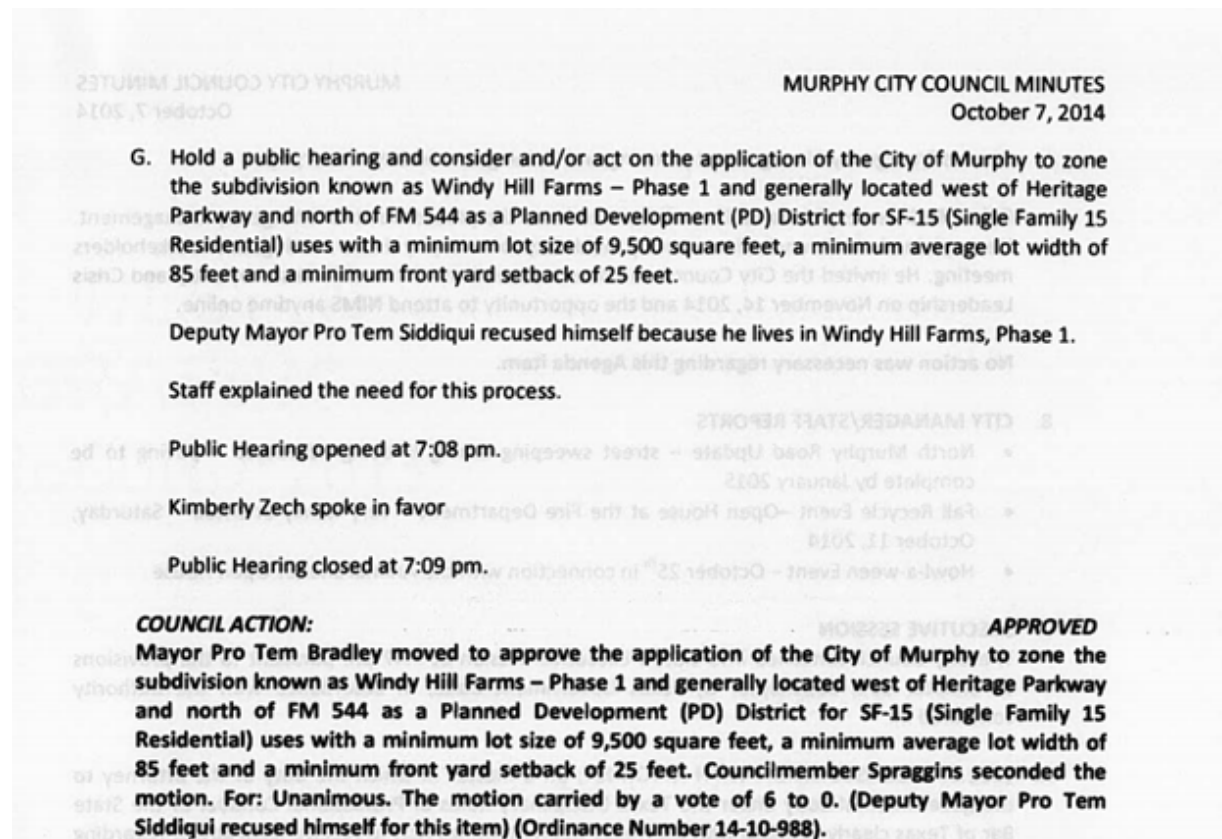 MURPHY CITY COUNCIL MINUTES
October 7, 2014
G. Hold a public hearing and consider and/or act on the application of the City of Murphy to zone
the subdivision known as Windy Hill Farms – Phase 1 and generally located west of Heritage
Parkway and north of FM 544 as a Planned Development (PD) District for SF-15 (Single Family 15
Residential) uses with a minimum lot size of 9,500 square feet, a minimum average lot width of
85 feet and a minimum front yard setback of 25 feet.
Deputy Mayor Pro Tem Siddiqui recused himself because he lives in Windy Hill Farms, Phase 1.
Staff explained the need for this process.
Public Hearing opened at 7:08 pm.
Kimberly Zech spoke in favor
Public Hearing closed at 7:09 pm.
COUNCIL ACTION: APPROVED
Mayor Pro Tem Bradley moved to approve the application of the City of Murphy to zone the
subdivision known as Windy Hill Farms – Phase 1 and generally located west of Heritage Parkway
and north of FM 544 as a Planned Development (PD) District for SF-15 (Single Family 15
Residential) uses with a minimum lot size of 9,500 square feet, a minimum average lot width of
85 feet and a minimum front yard setback of 25 feet. Councilmember Spraggins seconded the
motion. For: Unanimous. The motion carried by a vote of 6 to 0. (Deputy Mayor Pro Tem
Siddiqui recused himself for this item) (Ordinance Number 14-10-988).